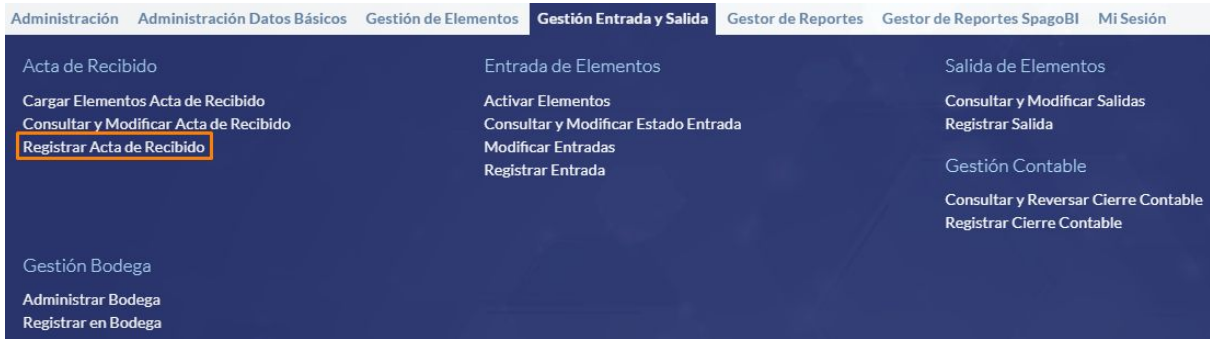 Administración Administración Datos Básicos Gestión de Elementos Gestión Entrada y Salida Gestor de Reportes Gestor de Reportes SpagoBI Mi Sesión
Acta de Recibido
Cargar Elementos Acta de Recibido
Consultar y Modificar Acta de Recibido
Registrar Acta de Recibido
Entrada de Elementos
Activar Elementos
Consultar y Modificar Estado Entrada
Modificar Entradas
Registrar Entrada
Salida de Elementos
Consultar y Modificar Salidas
Registrar Salida
Gestión Contable
Consultar y Reversar Cierre Contable
Registrar Cierre Contable
Gestión Bodega
Administrar Bodega
Registrar en Bodega